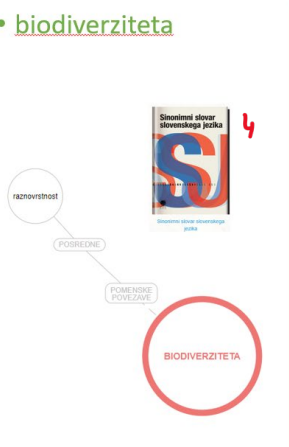 • biodiverziteta
Sinonimni slovar
slovenskega jezika
4
Sinonimni slovar slovenskega
jezika
raznovrstnost
POSREDNE
POMENSKE
POVEZAVE
BIODIVERZITETA